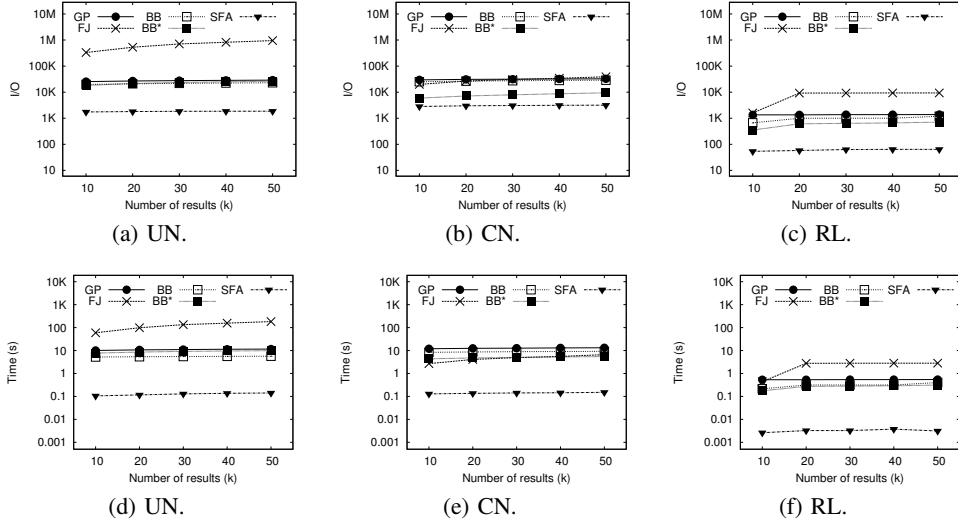 GP BB SFA
FJ BB*
10M
1M
100K
10K
1K
100
10
I/O
10 20 30 40 50
Number of results (k)
(a) UN.
GP BB SFA
FJ BB*
10M
1M
100K
10K
1K
100
10
I/O
10 20 30 40 50
Number of results (k)
(b) CN.
GP BB SFA
FJ BB*
10M
1M
100K
10K
1K
100
10
I/O
10 20 30 40 50
Number of results (k)
(c) RL.
GP BB SFA
FJ BB*
10K
1K
100
10
1
0.1
0.01
0.001
Time (s)
10 20 30 40 50
Number of results (k)
(d) UN.
GP BB SFA
FJ BB*
10K
1K
100
10
1
0.1
0.01
0.001
Time (s)
10 20 30 40 50
Number of results (k)
(e) CN.
GP BB SFA
FJ BB*
10K
1K
100
10
1
0.1
0.01
0.001
Time (s)
10 20 30 40 50
Number of results (k)
(f) RL.